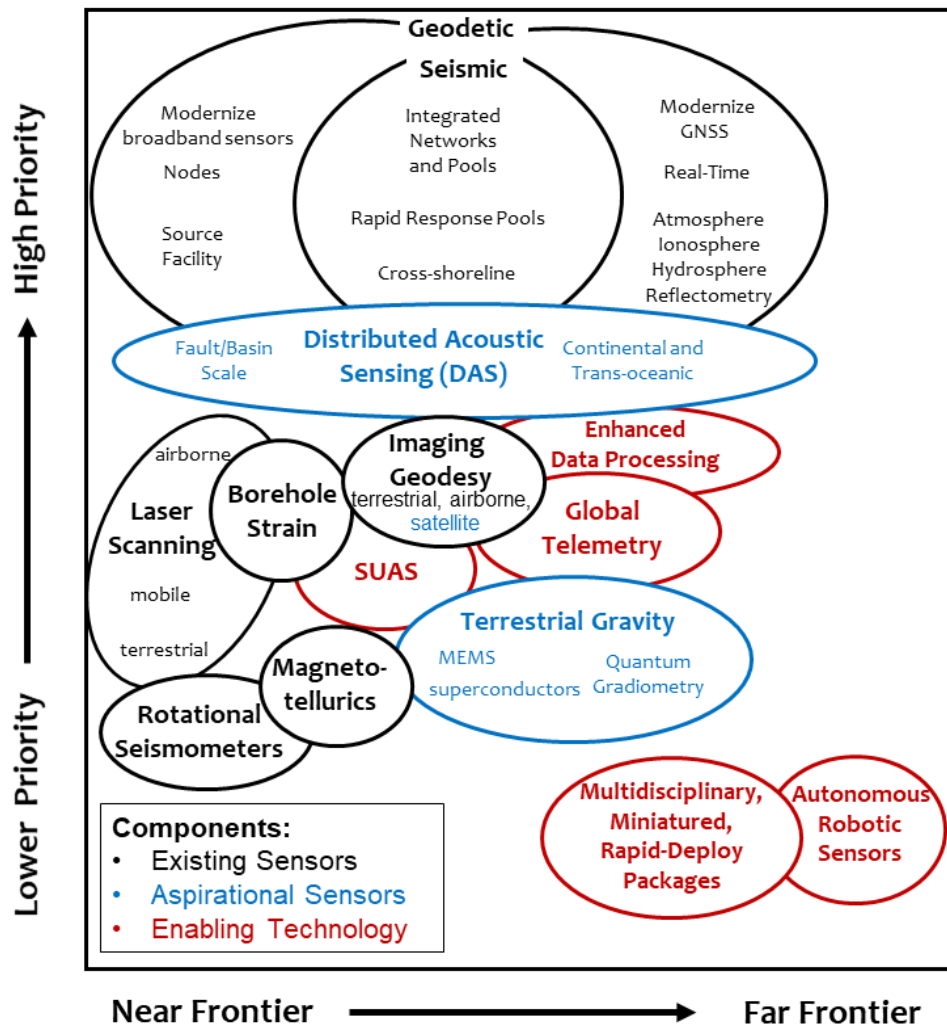 Geodetic
Seismic
Modernize
broadband sensors
Nodes
Source
Facility
Integrated
Networks
and Pools
Rapid Response Pools
Cross-shoreline
Modernize
GNSS
Real-Time
Atmosphere
Ionosphere
Hydrosphere
Reflectometry
Fault/Basin
Scale
Distributed Acoustic
Sensing (DAS)
Continental and
Trans-oceanic
airborne
Laser
Scanning
mobile
terrestrial
Borehole
Strain
Imaging
Geodesy
terrestrial, airborne,
satellite
Enhanced
Data Processing
Global
Telemetry
SUAS
Terrestrial Gravity
MEMS
superconductors
Quantum
Gradiometry
Magneto-
tellurics
Rotational
Seismometers
Multidisciplinary,
Miniatured,
Rapid-Deploy
Packages
Autonomous
Robotic
Sensors
Components:
• Existing Sensors
• Aspirational Sensors
• Enabling Technology
High Priority
Lower Priority
Near Frontier
Far Frontier